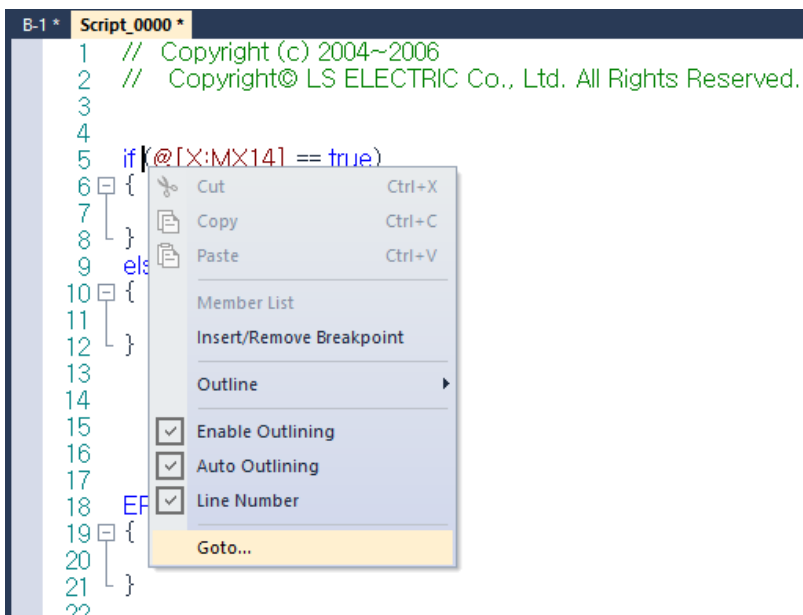 B-1 * Script_0000 *
1 // Copyright (c) 2004~2006
2 // Copyright© LS ELECTRIC Co., Ltd. All Rights Reserved.
3
4
5 if (@[X:MX14] == true)
6 {
7
8 }
9
10 {
11
12 }
13
14
15
16
17
18
19 {
20
21 }
22
Cut Ctrl+X
Copy Ctrl+C
Paste Ctrl+V
Member List
Insert/Remove Breakpoint
Outline
Enable Outlining
Auto Outlining
Line Number
Goto...